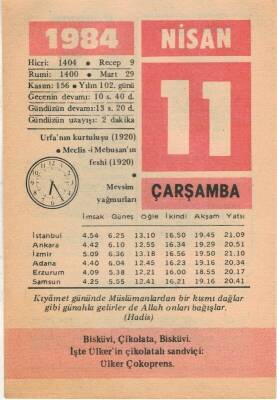 1984
NİSAN
11
ÇARŞAMBA
Hicri: 1404 • Recep 9
Rumi: 1400 • Mart 29
Kasım: 156 • Yılın 102. günü
Gecenin devamı: 10 s. 40 d.
Gündüzün devamı:13 s. 20 d.
Gündüzün uzayışı: 2 dakika
Urfa'nın kurtuluşu (1920)
• Meclis-i Mebusan'ın
feshi (1920)
•
Mevsim
yağmurları
İmsak Güneş Öğle İkindi Akşam Yatsı
İstanbul 4.54 6.25 13.10 16.50 19.45 21.09
Ankara 4.42 6.10 12.55 16.34 19.29 20.51
İzmir 5.09 6.36 13.18 16.56 19.50 21.10
Adana 4.40 6.04 12.45 16.23 19.16 20.34
Erzurum 4.09 5.38 12.21 16.00 18.55 20.17
Samsun 4.25 5.55 12.41 16.21 19.16 20.41
Kıyâmet gününde Müslümanlardan bir kısmı dağlar
gibi günahla gelirler de Allah onları bağışlar.
(Hadis)
Bisküvi, Çikolata, Bisküvi.
İşte Ülker'in çikolatalı sandviçi:
Ülker Çokoprens.